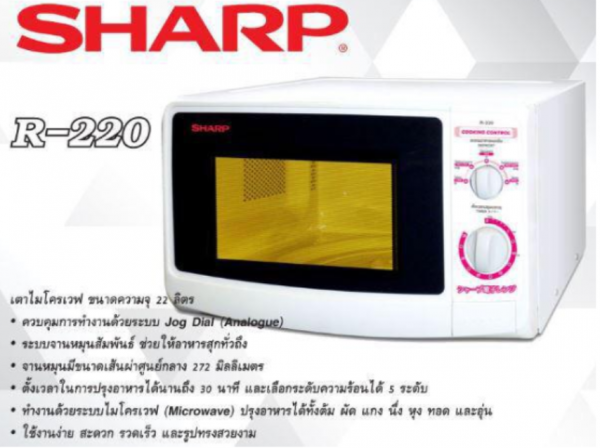 SHARP®
R-220
SHARP
R-220
COOKING CONTROL
シャープ電子レンジ
เตาไมโครเวฟ ขนาดความจุ 22 ลิตร
• ควบคุมการทำงานด้วยระบบ Jog Dial (Analogue)
• ระบบจานหมุนสัมพันธ์ ช่วยให้อาหารสุกทั่วถึง
• จานหมุนมีขนาดเส้นผ่าศูนย์กลาง 272 มิลลิเมตร
• ตั้งเวลาในการปรุงอาหารได้นานถึง 30 นาที และเลือกระดับความร้อนได้ 5 ระดับ
• ทำงานด้วยระบบไมโครเวฟ (Microwave) ปรุงอาหารได้ทั้งต้ม ผัด แกง นึ่ง หุง ทอด และอุ่น
• ใช้งานง่าย สะดวก รวดเร็ว และรูปทรงสวยงาม